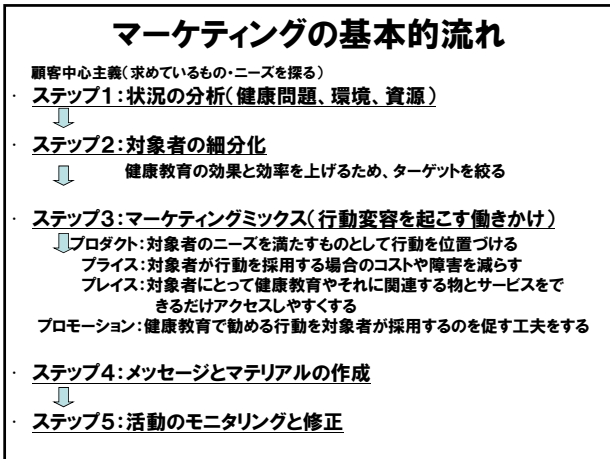 マーケティングの基本的流れ
顧客中心主義(求めているもの・ニーズを探る)
・ ステップ1:状況の分析(健康問題、環境、資源)
・ ステップ2:対象者の細分化
健康教育の効果と効率を上げるため、ターゲットを絞る
・ ステップ3:マーケティングミックス(行動変容を起こす働きかけ)
プロダクト:対象者のニーズを満たすものとして行動を位置づける
プライス:対象者が行動を採用する場合のコストや障害を減らす
プレイス:対象者にとって健康教育やそれに関連する物とサービスをで
きるだけアクセスしやすくする
プロモーション:健康教育で勧める行動を対象者が採用するのを促す工夫をする
・ ステップ4:メッセージとマテリアルの作成
・ ステップ5:活動のモニタリングと修正